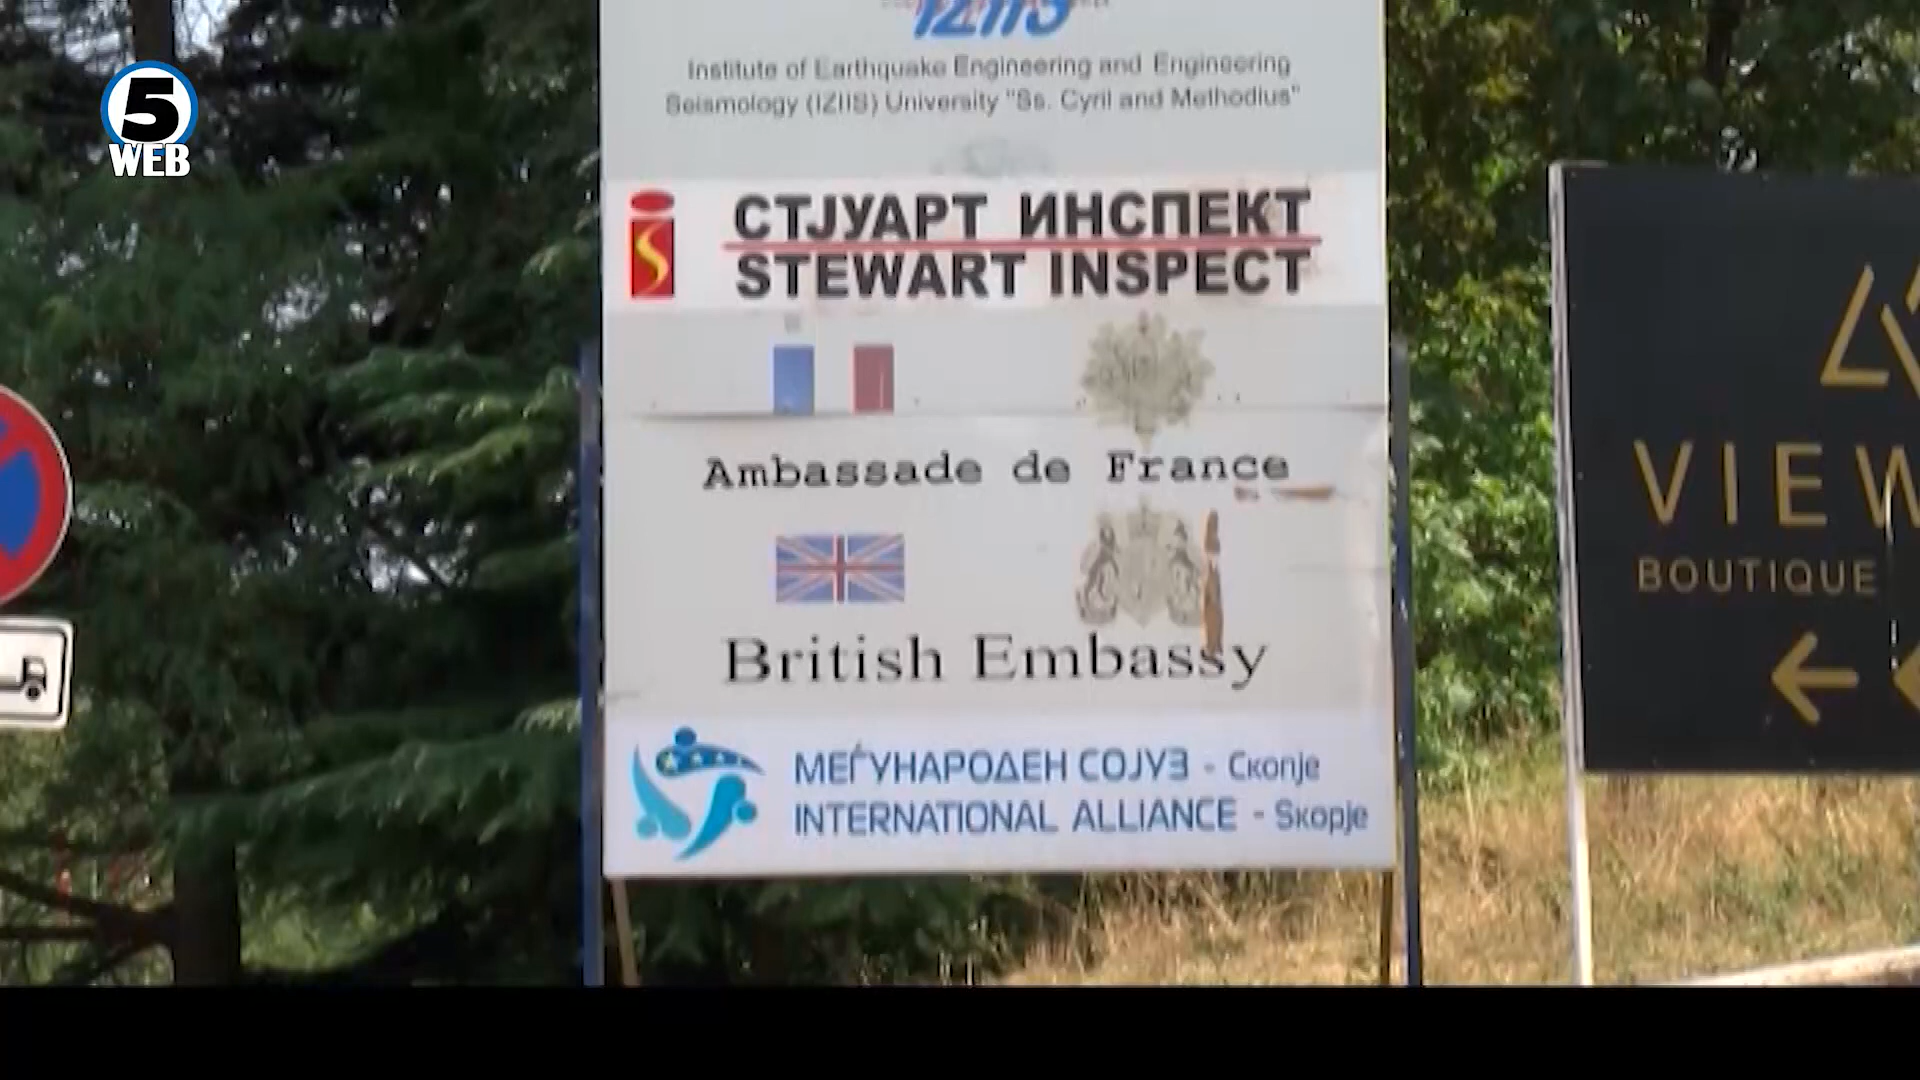 5
WEB
IZIIS
Institute of Earthquake Engineering and Engineering
Seismology (IZIIS) University "Ss. Cyril and Methodius"
СТЈУАРТ ИНСПЕКТ
STEWART INSPECT
Ambassade de France
British Embassy
МЕЃУНАРОДЕН СОЈУЗ - Скопје
INTERNATIONAL ALLIANCE - Skopje
VIEW
BOUTIQUE